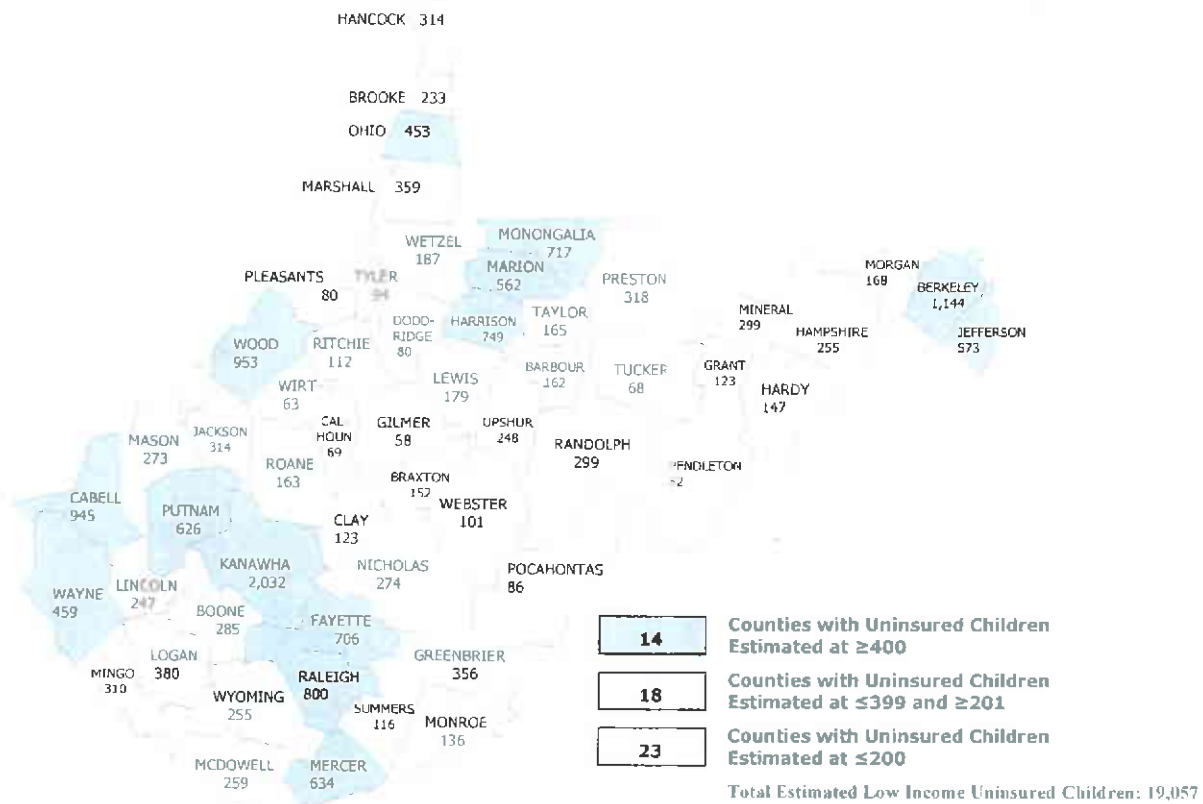 HANCOCK 314
BROOKE 233
OHIO 453
MARSHALL 359
WETZEL
187
MONONGALIA
717
MARION
562
PRESTON
318
MORGAN
168
BERKELEY
1,144
JEFFERSON
573
PLEASANTS
80
TYLER
MINERAL
299
HAMPSHIRE
255
WOOD
953
RITCHIE
112
DODD-
RIDGE
80
HARRISON
749
TAYLOR
165
BARBOUR
162
TUCKER
68
GRANT
123
HARDY
147
WIRT
63
LEWIS
179
MASON
273
JACKSON
314
ROANE
163
CAL
HOUN
69
GILMER
58
UPSHUR
248
RANDOLPH
299
BRAXTON
152
WEBSTER
101
CABELL
945
PUTNAM
626
CLAY
123
KANAWHA
2,032
NICHOLAS
274
POCAHONTAS
86
WAYNE
459
LINCOLN
247
BOONE
285
FAYETTE
706
GREENBRIER
356
MINGO
310
LOGAN
380
WYOMING
255
RALEIGH
800
SUMMERS
116
MONROE
136
MCDOWELL
259
MERCER
634
14 Counties with Uninsured Children
Estimated at ≥400
18 Counties with Uninsured Children
Estimated at ≤399 and ≥201
23 Counties with Uninsured Children
Estimated at ≤200
Total Estimated Low Income Uninsured Children: 19,057